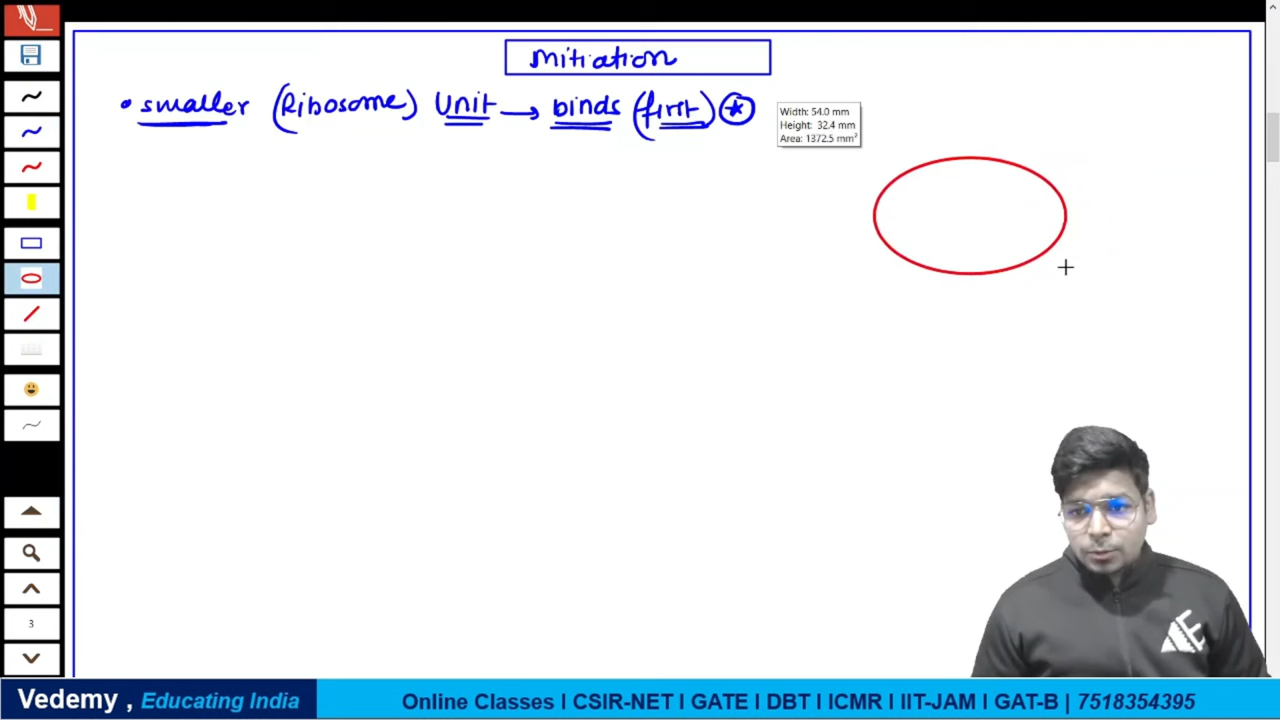 Initiation
• smaller (Ribosome) Unit → binds (first) ★
Width: 54.0 mm
Height: 32.4 mm
Area: 1372.5 mm²
3
Vedemy , Educating India
Online Classes I CSIR-NET I GATE I DBT I ICMR I IIT-JAM I GAT-B | 7518354395